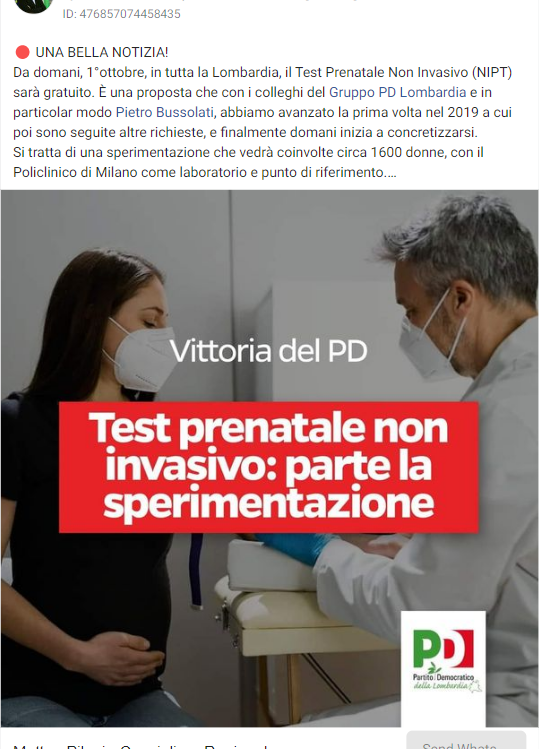 ID: 476857074458435
🔴 UNA BELLA NOTIZIA!
Da domani, 1°ottobre, in tutta la Lombardia, il Test Prenatale Non Invasivo (NIPT)
sarà gratuito. È una proposta che con i colleghi del Gruppo PD Lombardia e in
particolar modo Pietro Bussolati, abbiamo avanzato la prima volta nel 2019 a cui
poi sono seguite altre richieste, e finalmente domani inizia a concretizzarsi.
Si tratta di una sperimentazione che vedrà coinvolte circa 1600 donne, con il
Policlinico di Milano come laboratorio e punto di riferimento....
Vittoria del PD
Test prenatale non
invasivo: parte la
sperimentazione
PD
Partito Democratico
della Lombardia